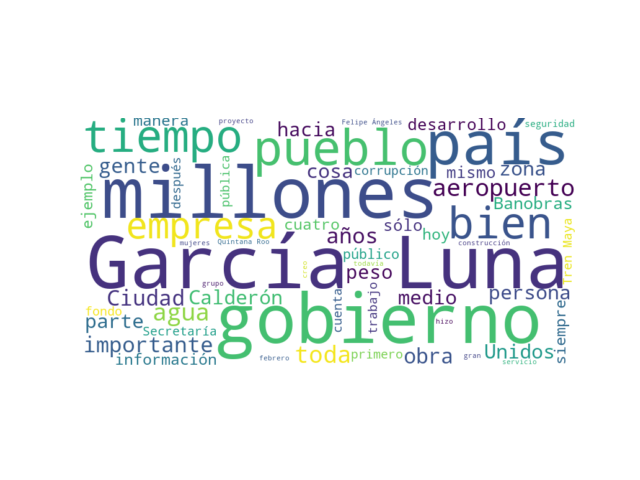 manera
proyecto
Felipe Ángeles
desarrollo
seguridad
tiempo
hacia
pueblo
país
gente
después
pública
cosa
corrupción
mismo
zona
ejemplo
millones
aeropuerto
Banobras
empresa
cuatro
años
sólo
hoy
bien
Tren Maya
mujeres
Quintana Roo
construcción
García Luna
público
todavía
peso
creo
grupo
Ciudad
Calderón
cuenta
trabajo
medio
persona
siempre
fondo
agua
gobierno
parte
Secretaría
hizo
importante
información
febrero
toda
primero
obra
gran
Unidos
servicio